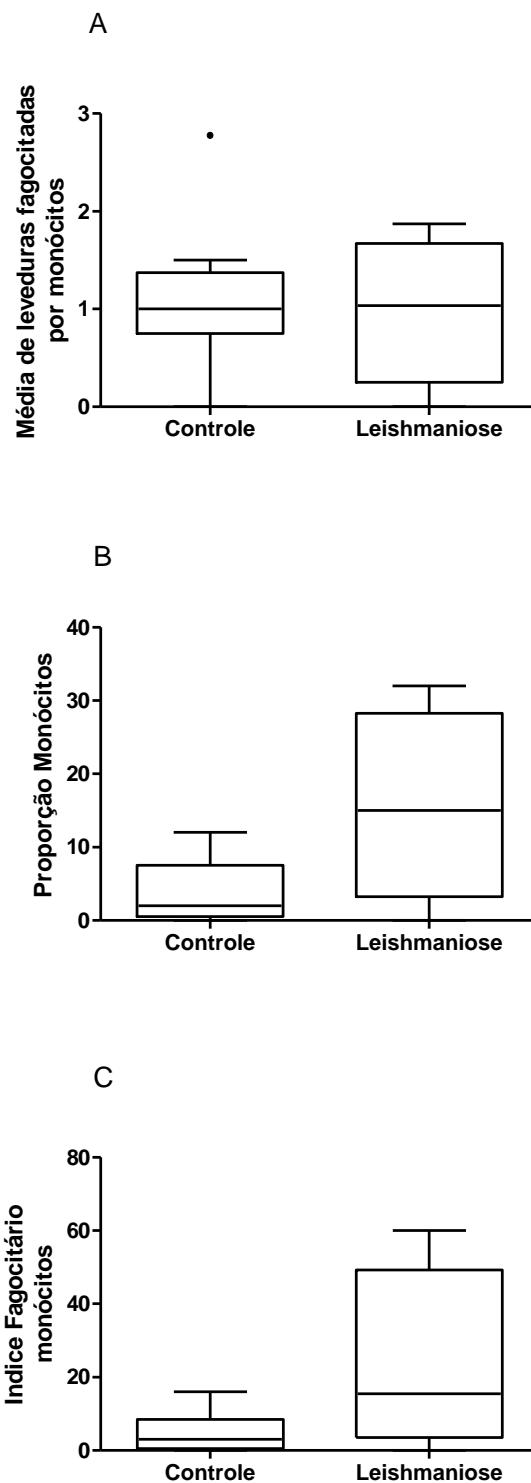 A
Média de leveduras fagocitadas
por monócitos
3
2
1
0
Controle
Leishmaniose
B
Proporção Monócitos
40
30
20
10
0
Controle
Leishmaniose
C
Indice Fagocitário
monócitos
80
60
40
20
0
Controle
Leishmaniose